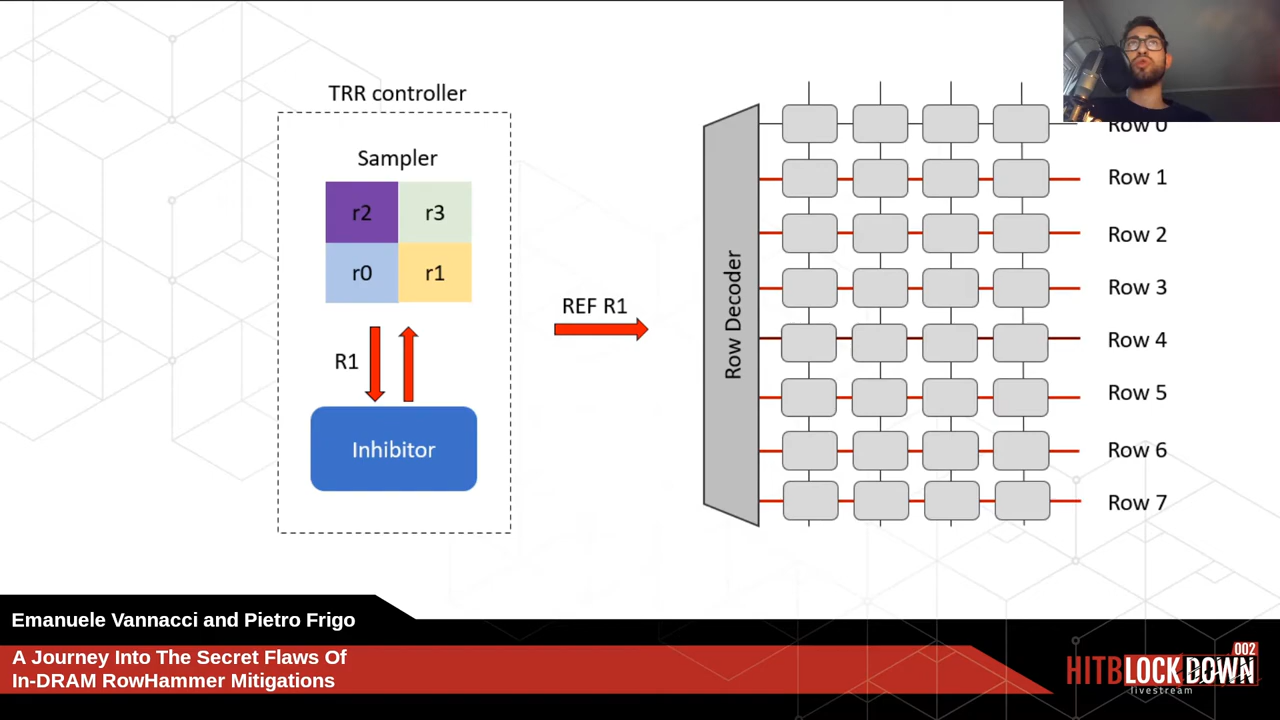 TRR controller
Sampler
r2 r3
r0 r1
R1
Inhibitor
REF R1
Row Decoder
Row 0
Row 1
Row 2
Row 3
Row 4
Row 5
Row 6
Row 7
Emanuele Vannacci and Pietro Frigo
A Journey Into The Secret Flaws Of
In-DRAM RowHammer Mitigations
002
HITBLOCKDOWN
livestream